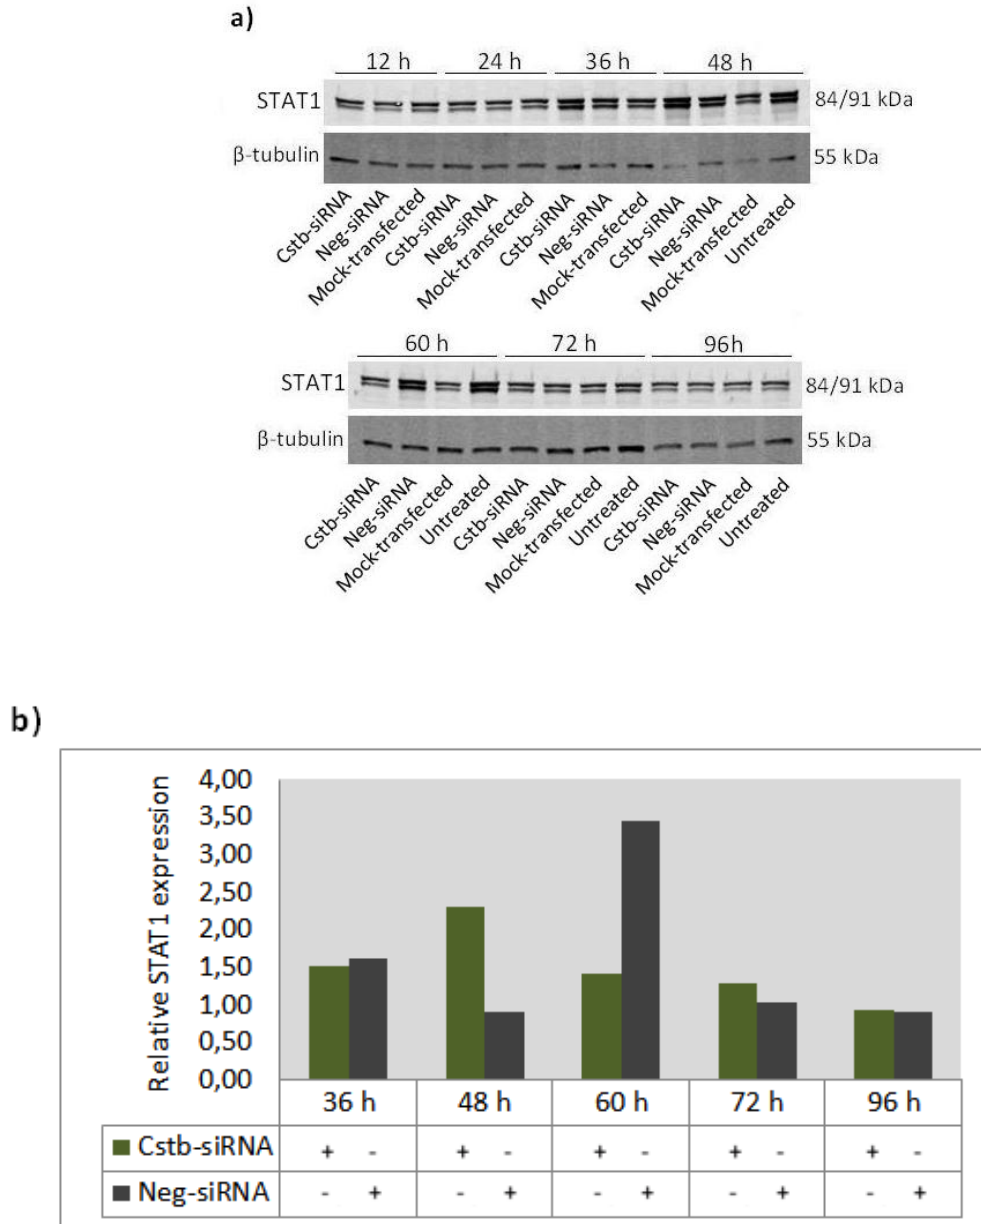 a)
12 h 24 h 36 h 48 h
STAT1 84/91 kDa
β-tubulin 55 kDa
Cstb-siRNA Neg-siRNA Mock-transfected Cstb-siRNA Neg-siRNA Mock-transfected Cstb-siRNA Neg-siRNA Mock-transfected Cstb-siRNA Neg-siRNA Mock-transfected Untreated
60 h 72 h 96h
STAT1 84/91 kDa
β-tubulin 55 kDa
Cstb-siRNA Neg-siRNA Mock-transfected Untreated Cstb-siRNA Neg-siRNA Mock-transfected Untreated Cstb-siRNA Neg-siRNA Mock-transfected Untreated
b)
Relative STAT1 expression
4,00
3,50
3,00
2,50
2,00
1,50
1,00
0,50
0,00
36 h 48 h 60 h 72 h 96 h
Cstb-siRNA + - + - + - + - + -
Neg-siRNA - + - + - + - + - +